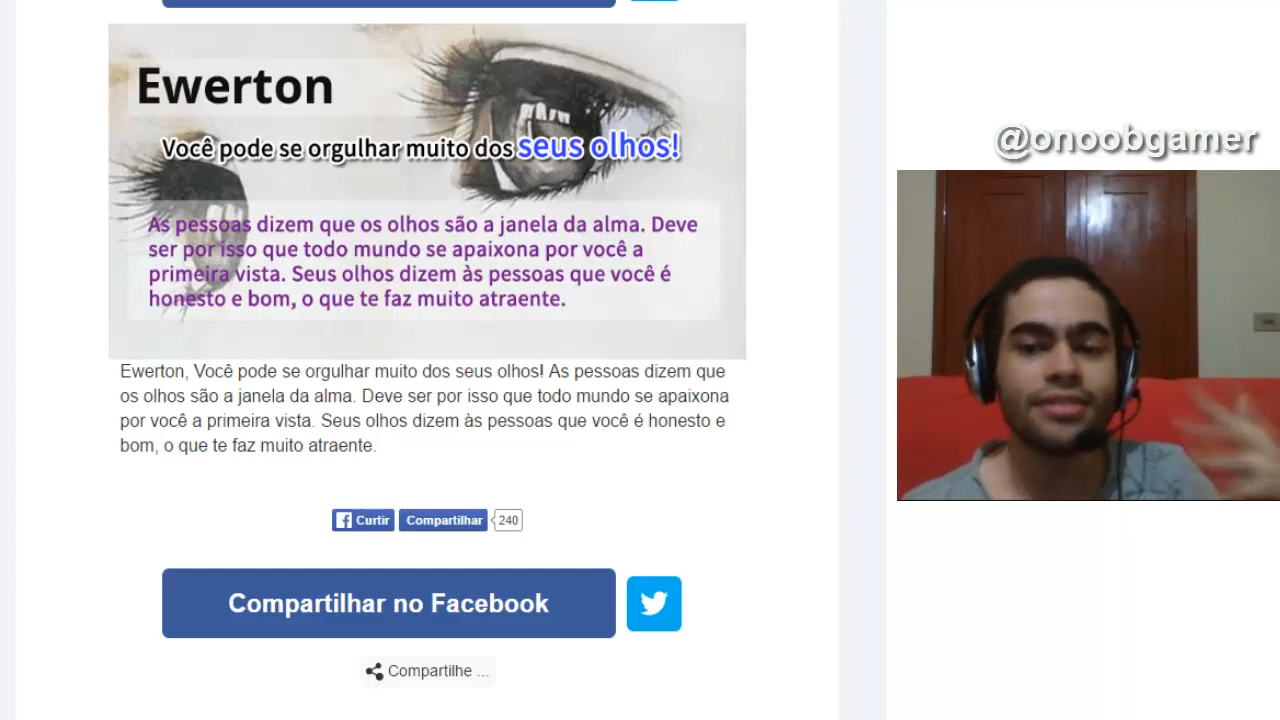 Ewerton
Você pode se orgulhar muito dos seus olhos!
As pessoas dizem que os olhos são a janela da alma. Deve
ser por isso que todo mundo se apaixona por você a
primeira vista. Seus olhos dizem às pessoas que você é
honesto e bom, o que te faz muito atraente.
Ewerton, Você pode se orgulhar muito dos seus olhos! As pessoas dizem que
os olhos são a janela da alma. Deve ser por isso que todo mundo se apaixona
por você a primeira vista. Seus olhos dizem às pessoas que você é honesto e
bom, o que te faz muito atraente.
Curtir Compartilhar 240
Compartilhar no Facebook
Compartilhe ...
@onoobgamer